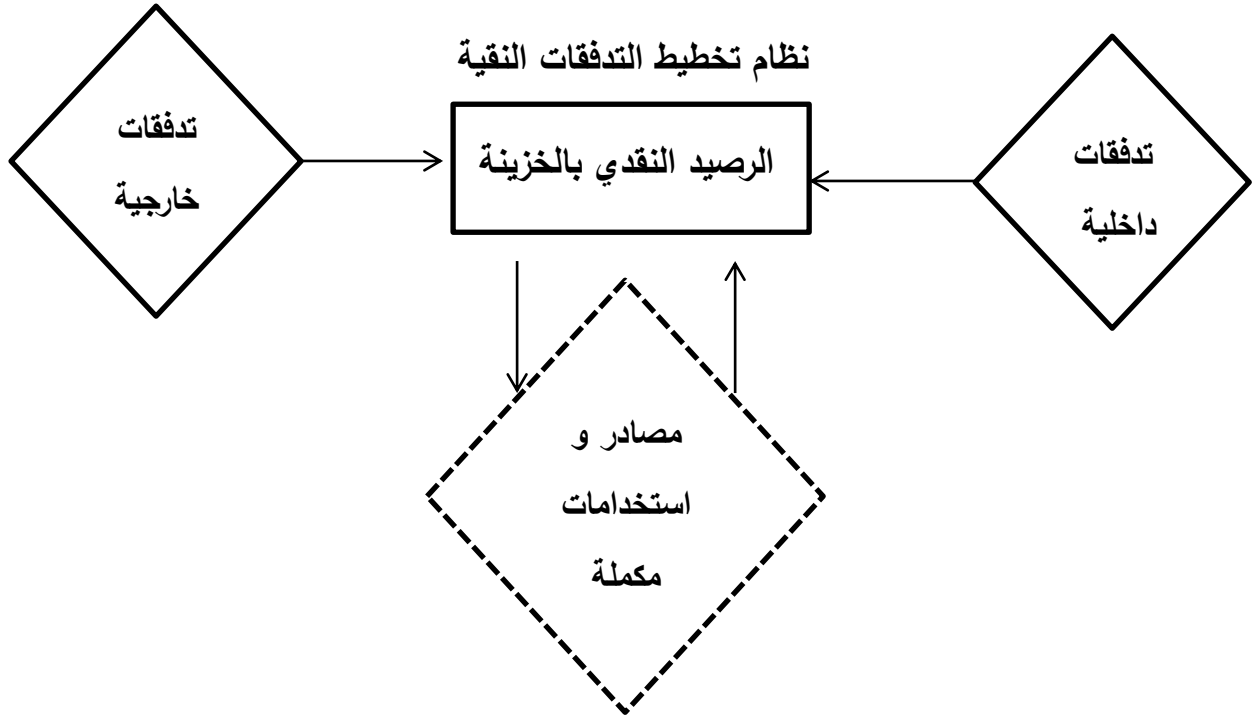 نظام تخطيط التدفقات النقية
تدفقات
داخلية
الرصيد النقدي بالخزينة
تدفقات
خارجية
مصادر و
استخدامات
مكملة